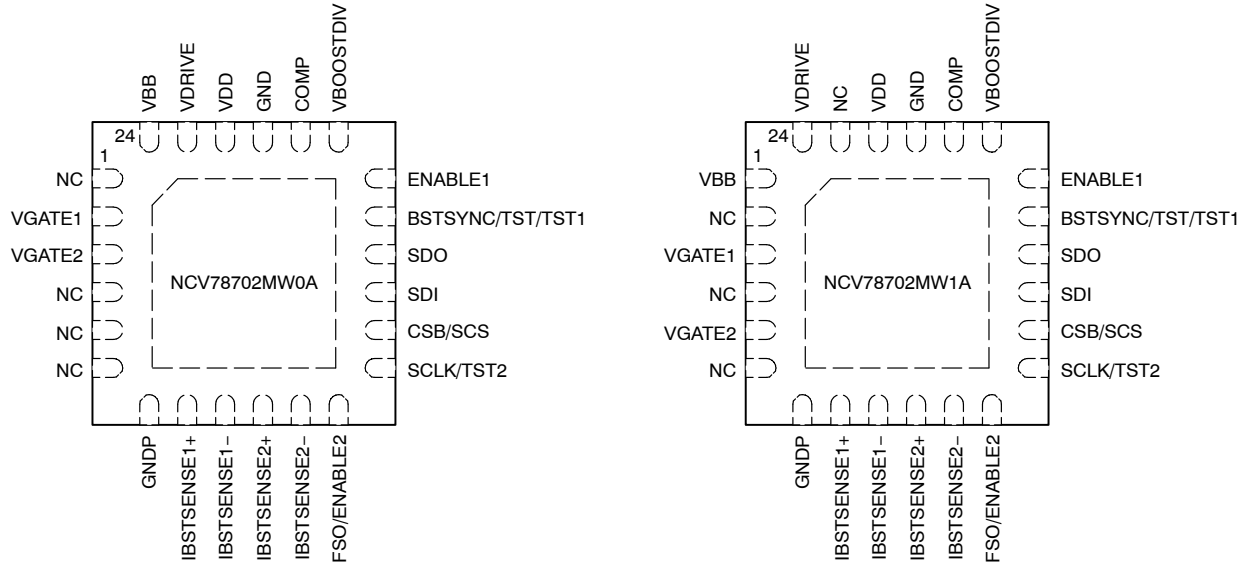 VBB
VDRIVE
VDD
GND
COMP
VBOOSTDIV
24
1
NC
VGATE1
VGATE2
NC
NC
NC
NCV78702MW0A
ENABLE1
BSTSYNC/TST/TST1
SDO
SDI
CSB/SCS
SCLK/TST2
GNDP
IBSTSENSE1+
IBSTSENSE1−
IBSTSENSE2+
IBSTSENSE2−
FSO/ENABLE2
VDRIVE
NC
VDD
GND
COMP
VBOOSTDIV
24
1
VBB
NC
VGATE1
NC
VGATE2
NC
NCV78702MW1A
ENABLE1
BSTSYNC/TST/TST1
SDO
SDI
CSB/SCS
SCLK/TST2
GNDP
IBSTSENSE1+
IBSTSENSE1−
IBSTSENSE2+
IBSTSENSE2−
FSO/ENABLE2